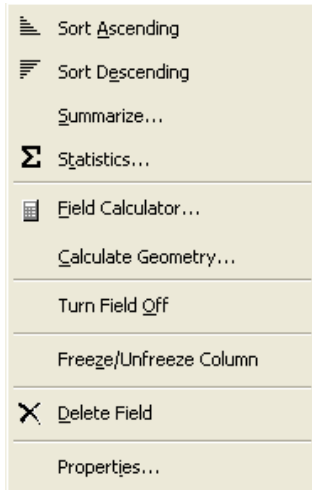 Sort Ascending
Sort Descending
Summarize...
Σ Statistics...
Field Calculator...
Calculate Geometry...
Turn Field Off
Freeze/Unfreeze Column
Delete Field
Properties...